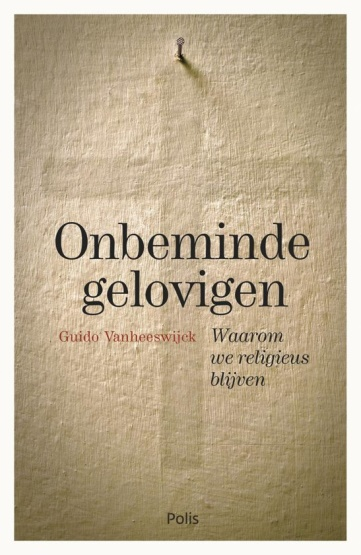 Onbeminde
gelovigen
Guido Vanheeswijck
Waarom
we religieus
blijven
Polis